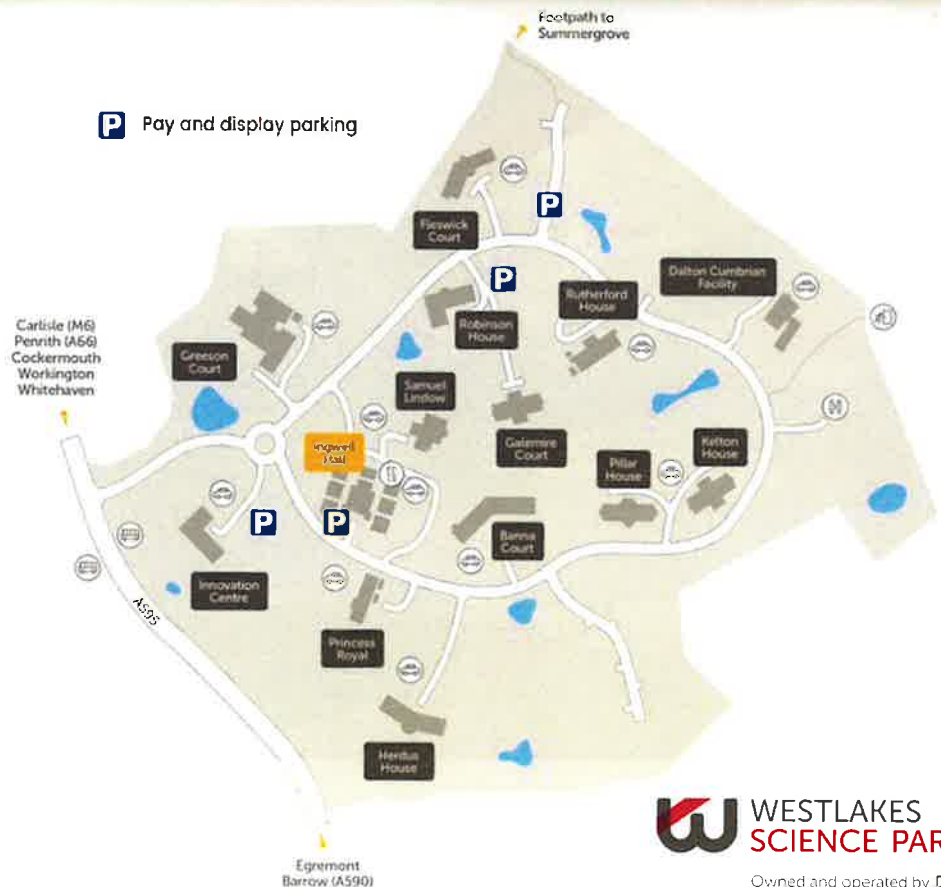 Footpath to
Summergrove
P Pay and display parking
Fleswick
Court
P
P
Dalton Cumbrian
Facility
Rutherford
House
Robinson
House
Carlisle (M6)
Penrith (A66)
Cockermouth
Workington
Whitehaven
Greeson
Court
Samuel
Lindow
Ingwell
Hall
Galemire
Court
Pillar
House
Kelton
House
H
P
P
Banna
Court
Innovation
Centre
A595
Princess
Royal
Herdus
House
Egremont
Barrow (A590)
WESTLAKES
SCIENCE PAR
Owned and operated by D